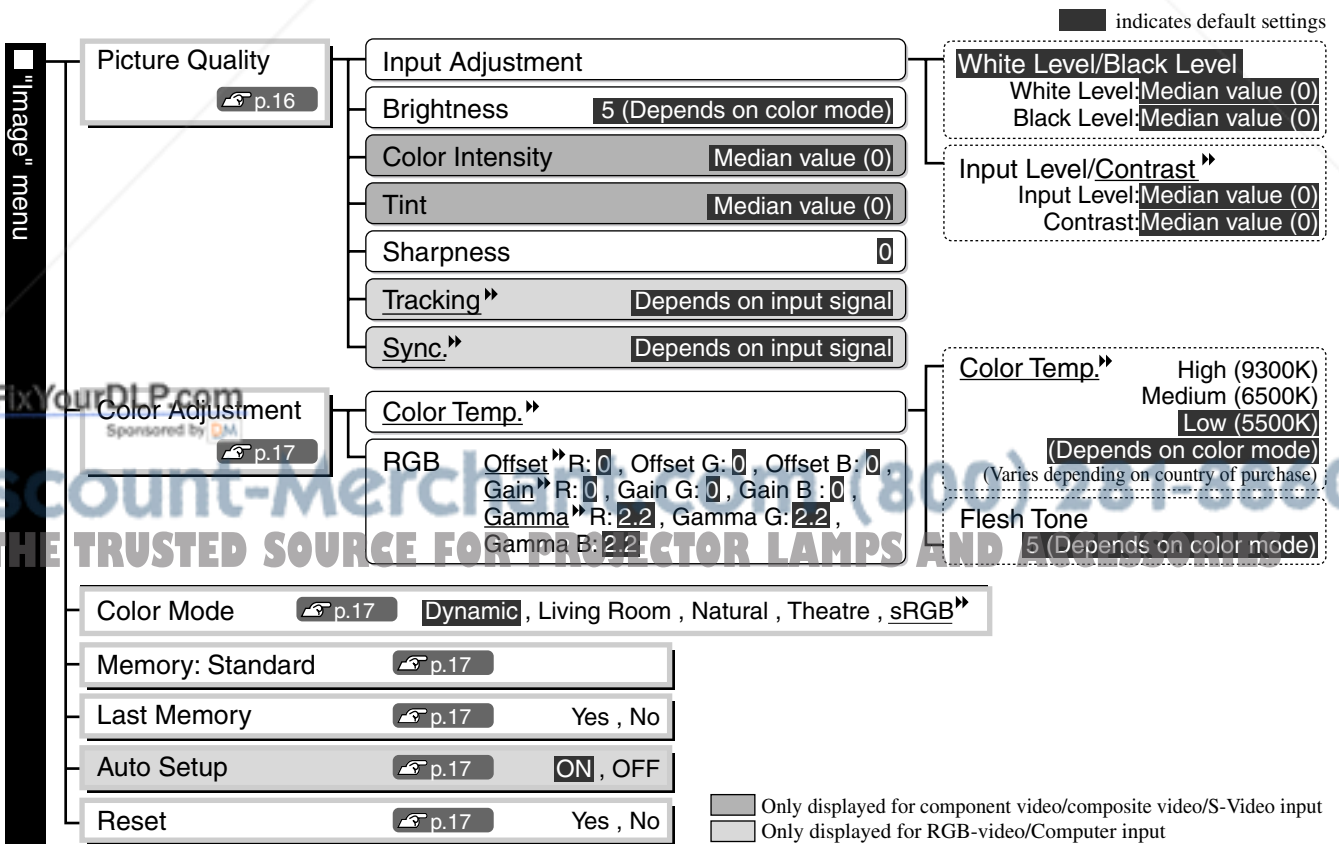 indicates default settings
"Image" menu
Picture Quality
p.16
Input Adjustment
Brightness 5 (Depends on color mode)
Color Intensity Median value (0)
Tint Median value (0)
Sharpness 0
Tracking Depends on input signal
Sync. Depends on input signal
White Level/Black Level
White Level:Median value (0)
Black Level:Median value (0)
Input Level/Contrast
Input Level:Median value (0)
Contrast:Median value (0)
FixYourDLP.com
Sponsored by DM
Color Adjustment
p.17
Color Temp.
RGB Offset R: 0 , Offset G: 0 , Offset B: 0 ,
Gain R: 0 , Gain G: 0 , Gain B : 0 ,
Gamma R: 2.2 , Gamma G: 2.2 ,
Gamma B: 2.2
Color Temp. High (9300K)
Medium (6500K)
Low (5500K)
(Depends on color mode)
(Varies depending on country of purchase)
Flesh Tone
5 (Depends on color mode)
THE TRUSTED SOURCE FOR PROJECTOR LAMPS AND ACCESSORIES
Color Mode p.17 Dynamic , Living Room , Natural , Theatre , sRGB
Memory: Standard p.17
Last Memory p.17 Yes , No
Auto Setup p.17 ON , OFF
Reset p.17 Yes , No
Only displayed for component video/composite video/S-Video input
Only displayed for RGB-video/Computer input